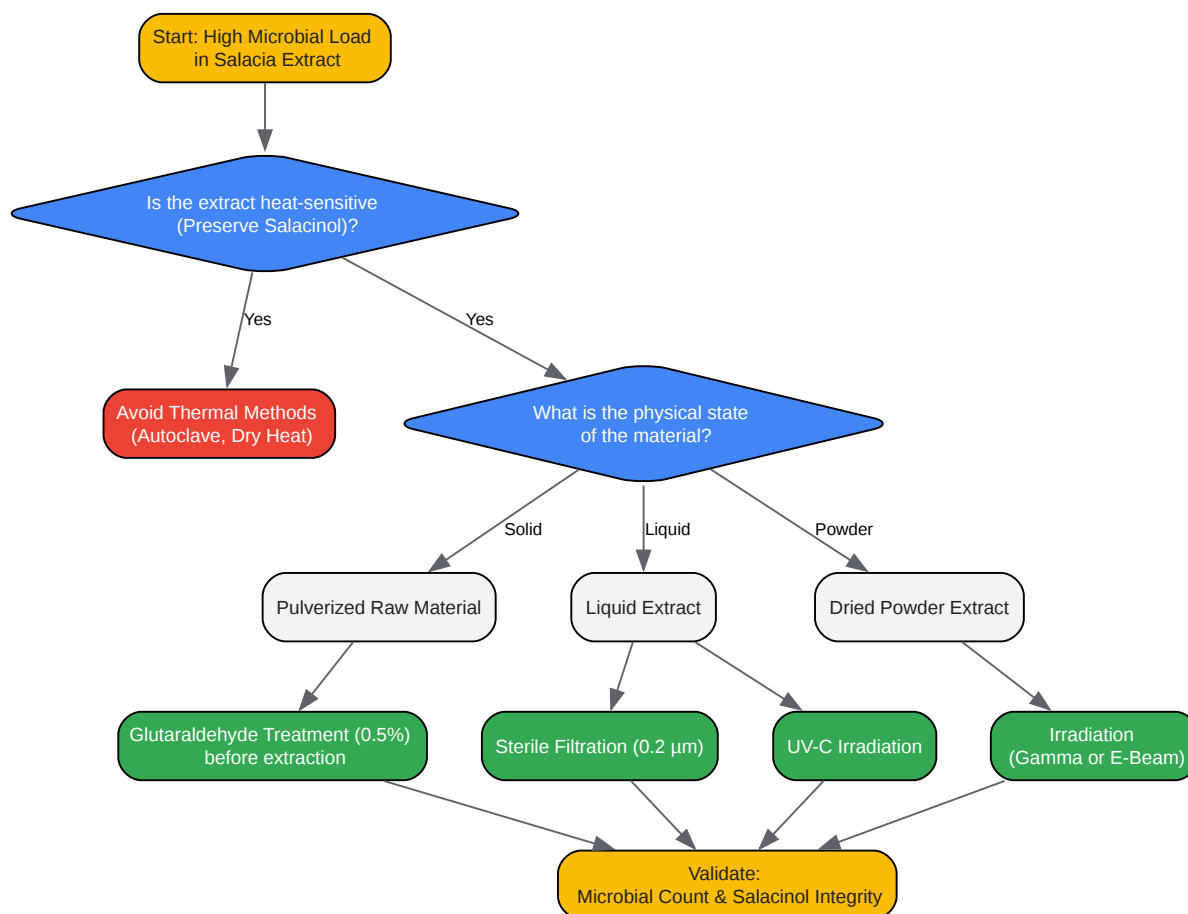 Start: High Microbial Load
in Salacia Extract
Is the extract heat-sensitive
(Preserve Salacinol)?
Yes
Yes
Avoid Thermal Methods
(Autoclave, Dry Heat)
What is the physical state
of the material?
Solid
Liquid
Powder
Pulverized Raw Material
Liquid Extract
Dried Powder Extract
Glutaraldehyde Treatment (0.5%)
before extraction
Sterile Filtration (0.2 µm)
UV-C Irradiation
Irradiation
(Gamma or E-Beam)
Validate:
Microbial Count & Salacinol Integrity